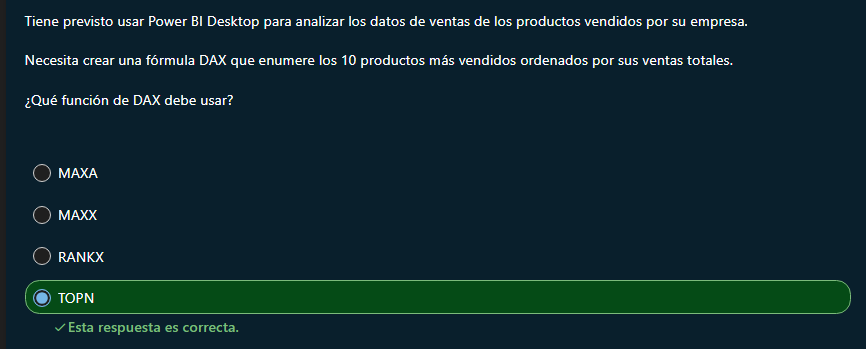 Tiene previsto usar Power BI Desktop para analizar los datos de ventas de los productos vendidos por su empresa.
Necesita crear una fórmula DAX que enumere los 10 productos más vendidos ordenados por sus ventas totales.
¿Qué función de DAX debe usar?
MAXA
MAXX
RANKX
TOPN
Esta respuesta es correcta.